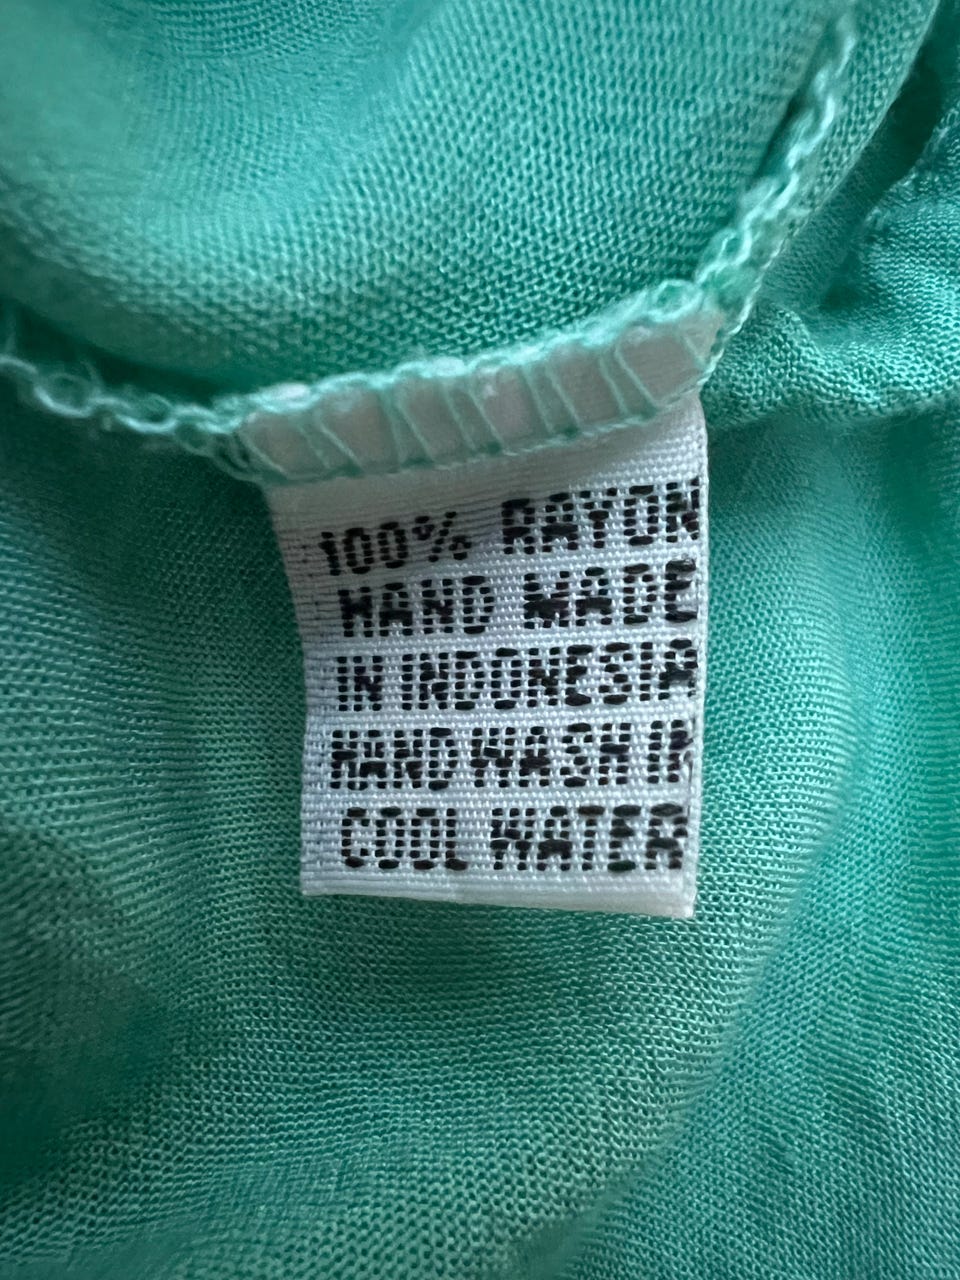 100% RAYON
HAND MADE
IN INDONESIA
HAND WASH IN
COOL WATER